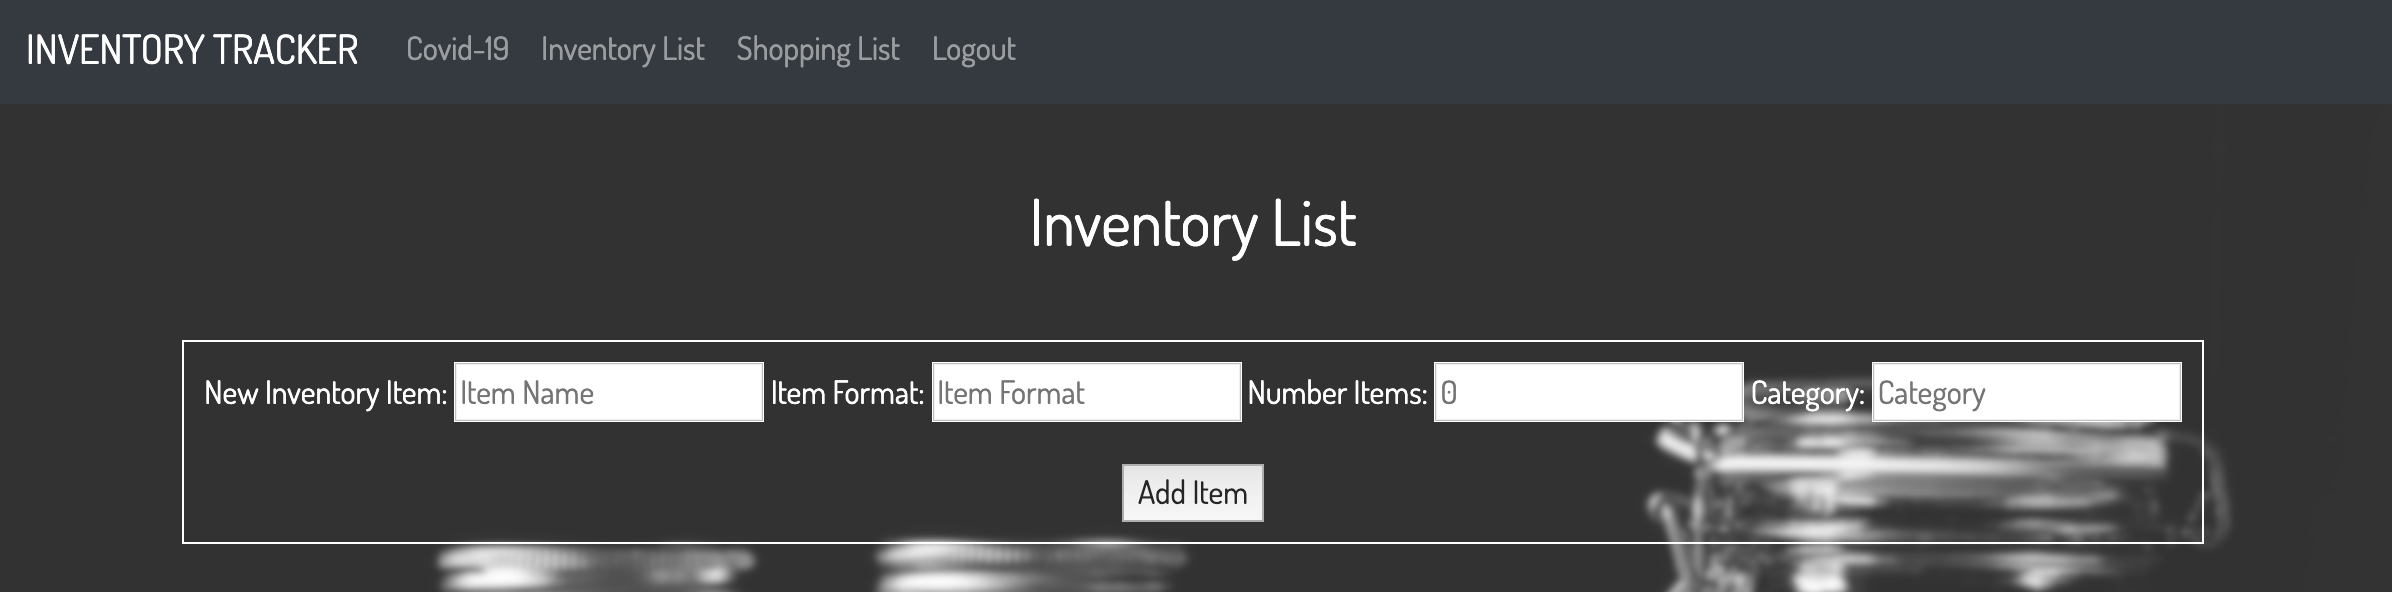 INVENTORY TRACKER Covid-19 Inventory List Shopping List Logout
Inventory List
New Inventory Item: Item Name Item Format: Item Format Number Items: 0 Category: Category
Add Item